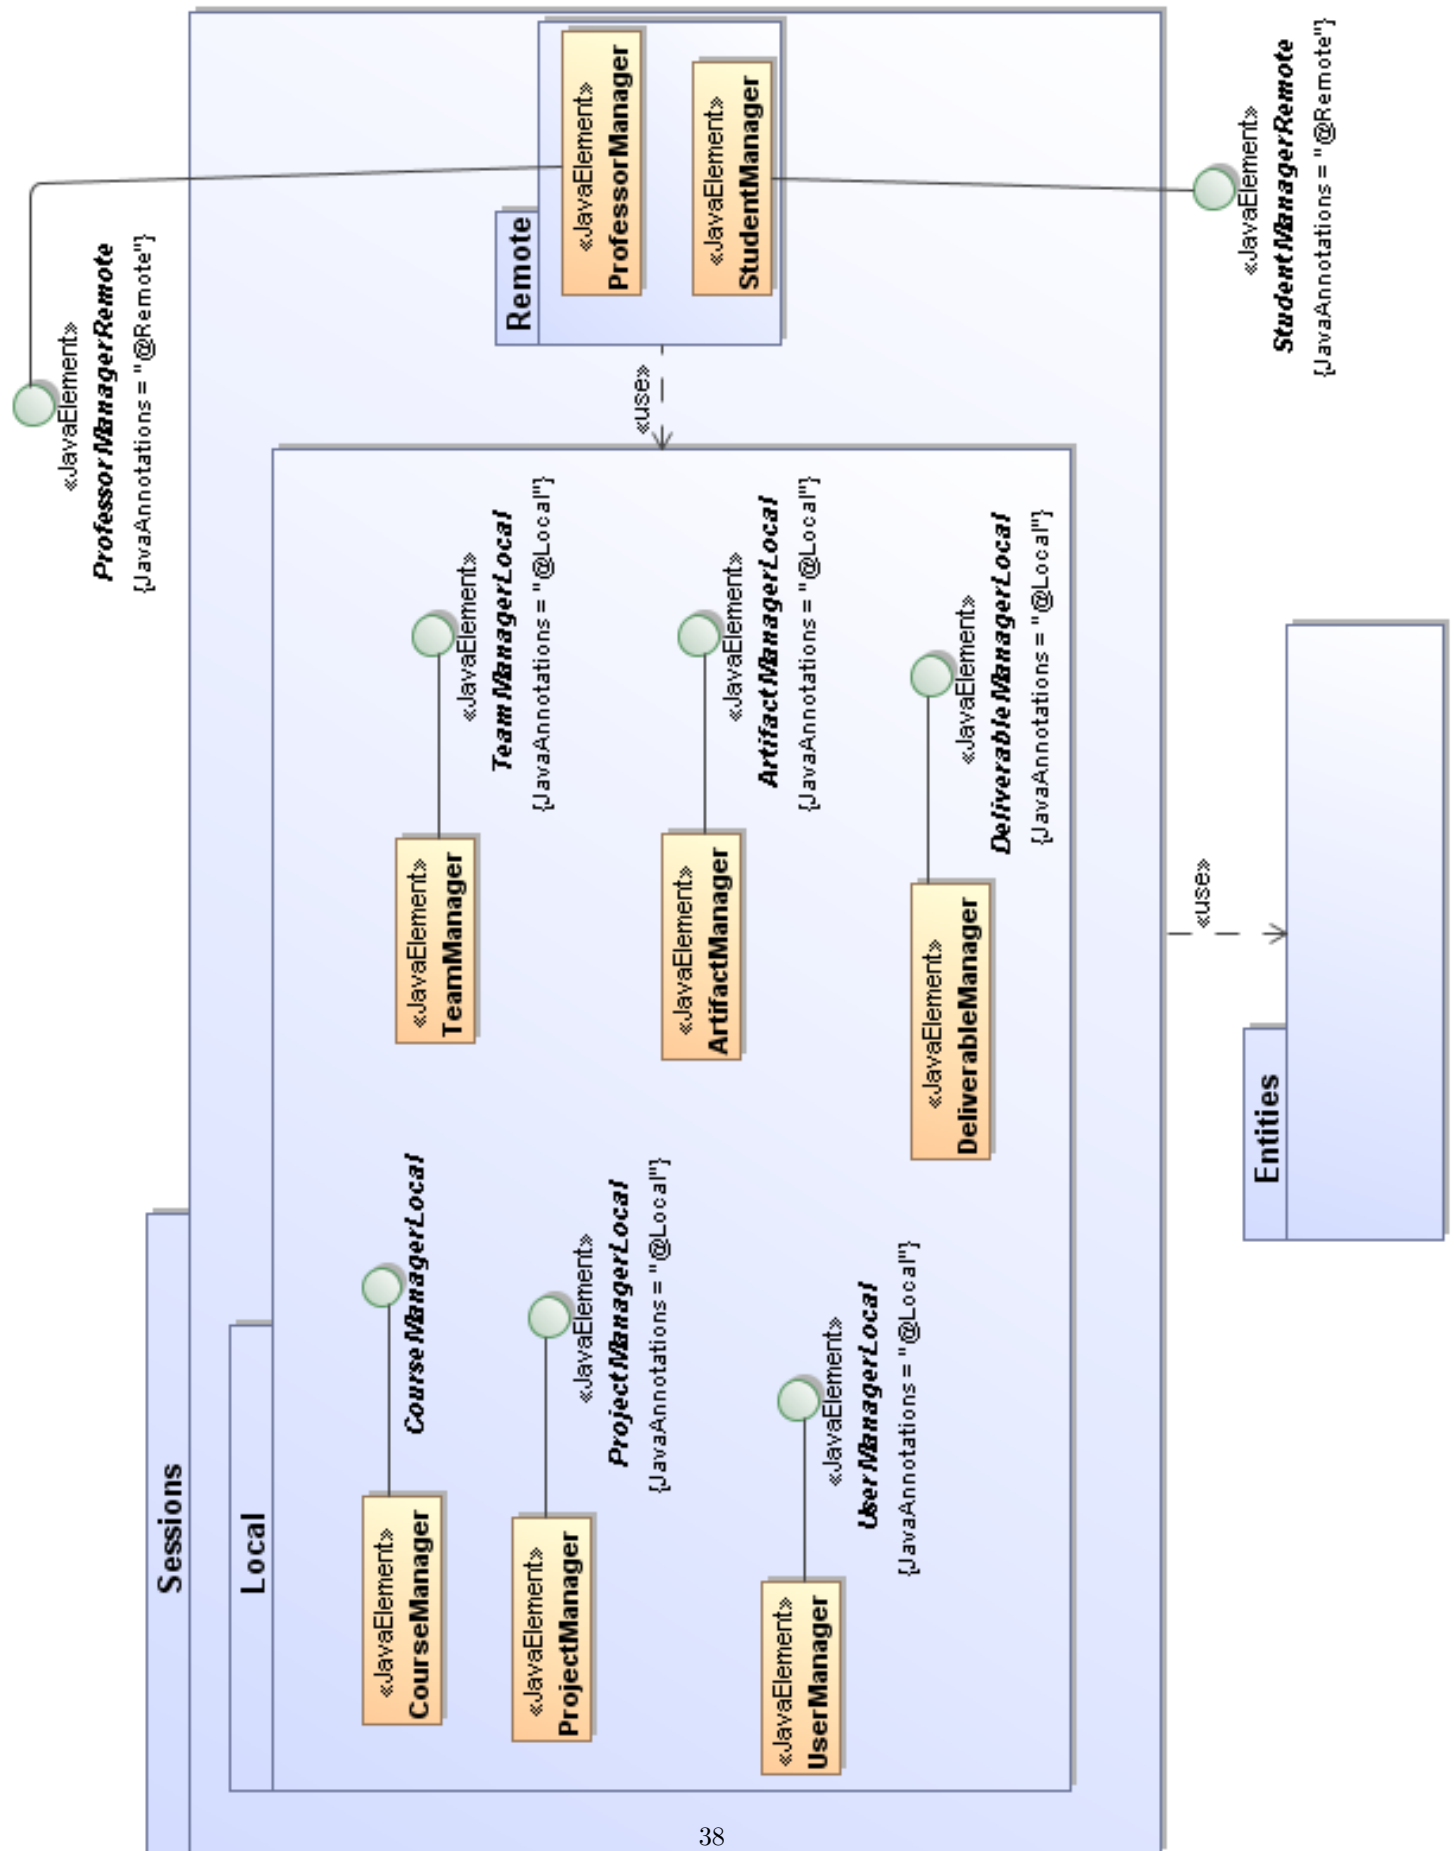 Sessions
Local
«JavaElement»
CourseManager
CourseManagerLocal
«JavaElement»
ProjectManager
«JavaElement»
ProjectManagerLocal
{JavaAnnotations = "@Local"}
«JavaElement»
UserManager
«JavaElement»
UserManagerLocal
{JavaAnnotations = "@Local"}
«JavaElement»
TeamManager
«JavaElement»
TeamManagerLocal
{JavaAnnotations = "@Local"}
«JavaElement»
ArtifactManager
«JavaElement»
ArtifactManagerLocal
{JavaAnnotations = "@Local"}
«JavaElement»
DeliverableManager
«JavaElement»
DeliverableManagerLocal
{JavaAnnotations = "@Local"}
«use»
Remote
«JavaElement»
ProfessorManager
«JavaElement»
StudentManager
«JavaElement»
ProfessorManagerRemote
{JavaAnnotations = "@Remote"}
«JavaElement»
StudentManagerRemote
{JavaAnnotations = "@Remote"}
«use»
Entities
38